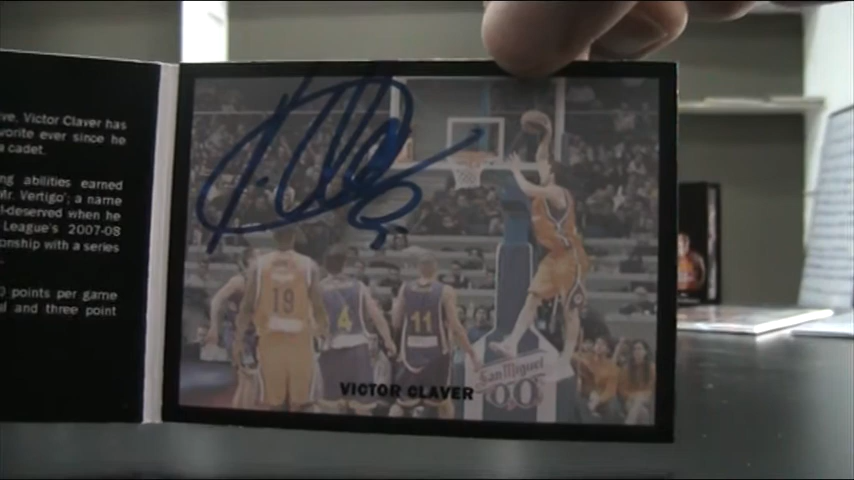 ve, Victor Claver has
vorite ever since he
a cadet.
ng abilities earned
Mr. Vertigo'; a name
l-deserved when he
League's 2007-08
onship with a series
0 points per game
al and three point
19
4
11
San Miguel
0,0
VICTOR CLAVER